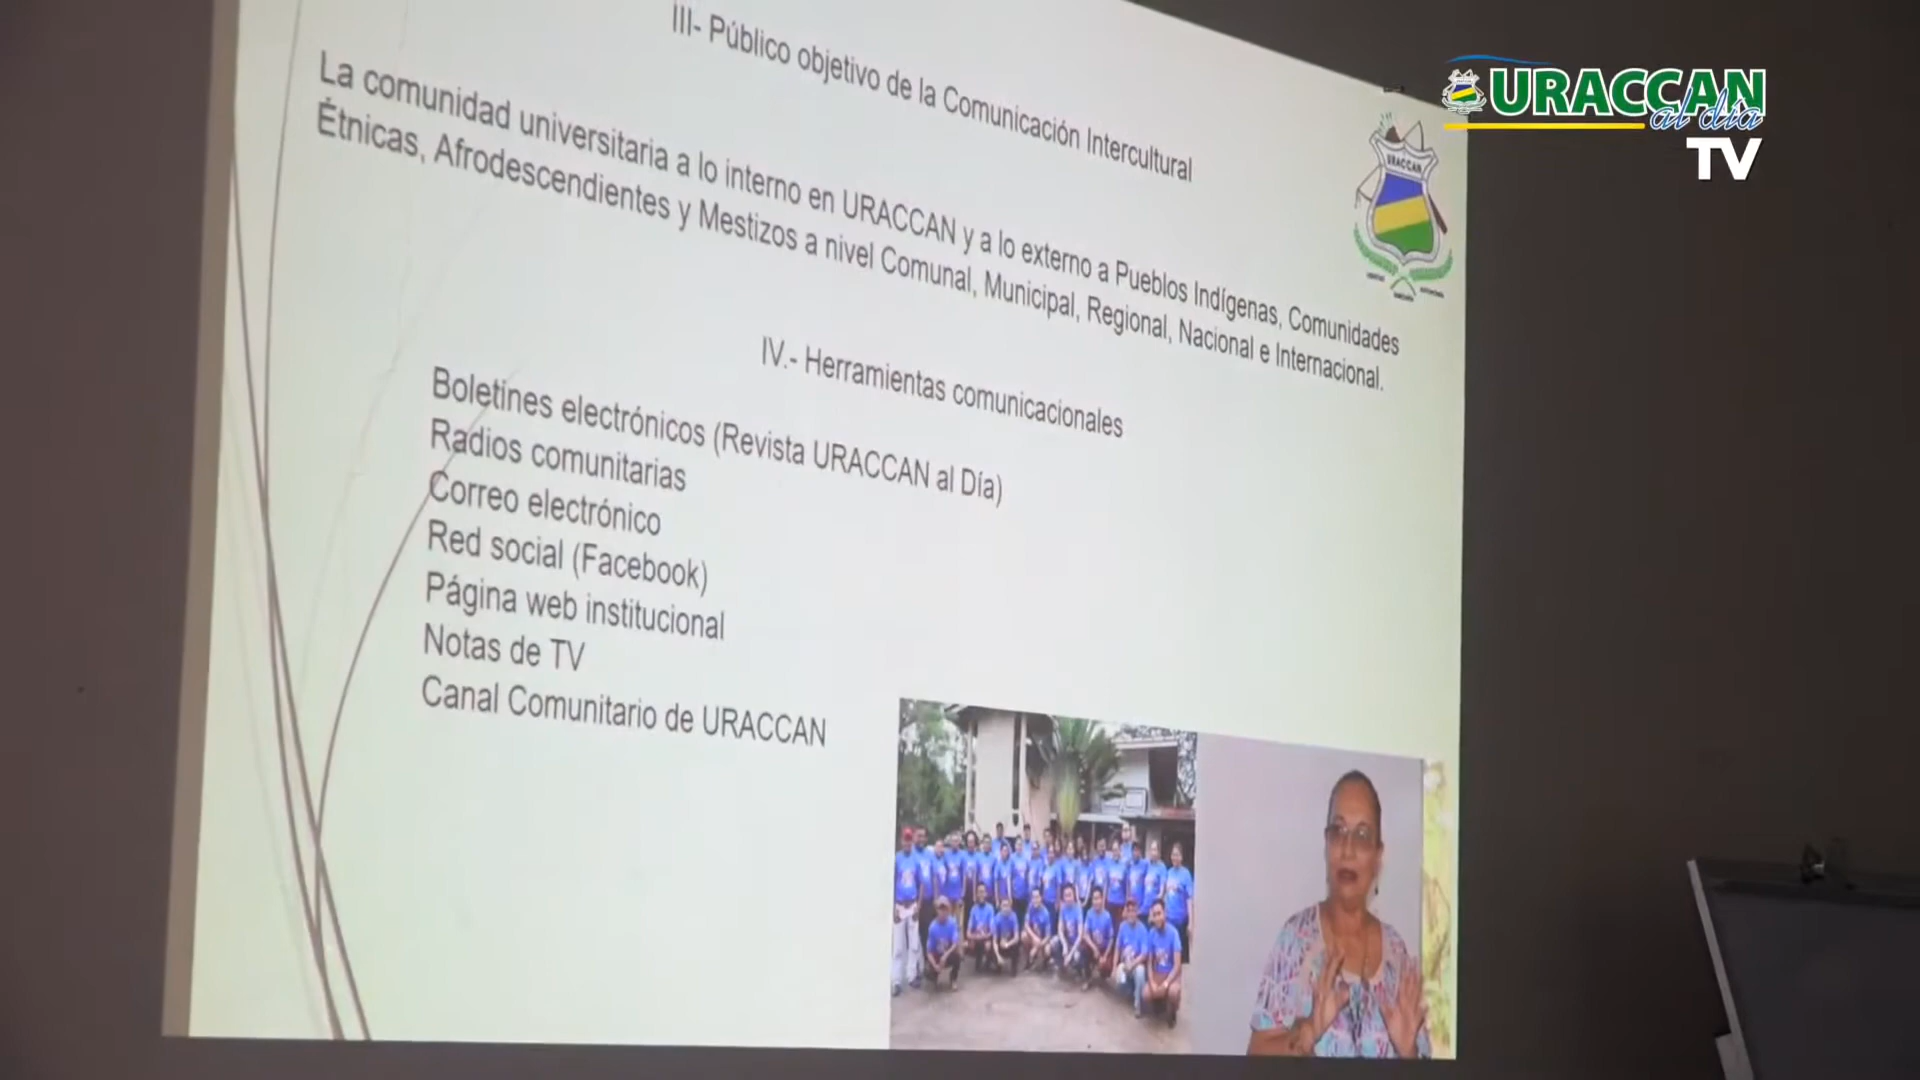 III- Público objetivo de la Comunicación Intercultural
La comunidad universitaria a lo interno en URACCAN y a lo externo a Pueblos Indígenas, Comunidades
Étnicas, Afrodescendientes y Mestizos a nivel Comunal, Municipal, Regional, Nacional e Internacional.
IV.- Herramientas comunicacionales
Boletines electrónicos (Revista URACCAN al Día)
Radios comunitarias
Correo electrónico
Red social (Facebook)
Página web institucional
Notas de TV
Canal Comunitario de URACCAN
URACCAN
al día
TV
URACCAN